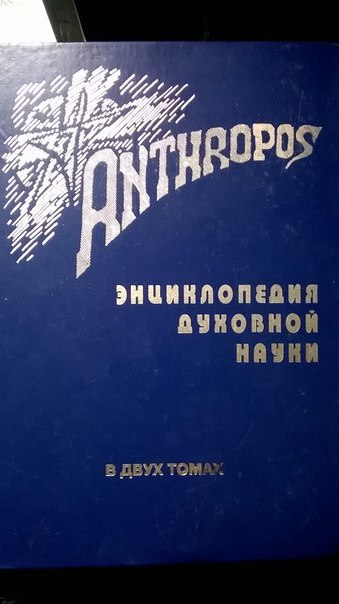 ANTHROPOS
ЭНЦИКЛОПЕДИЯ
ДУХОВНОЙ
НАУКИ
В ДВУХ ТОМАХ